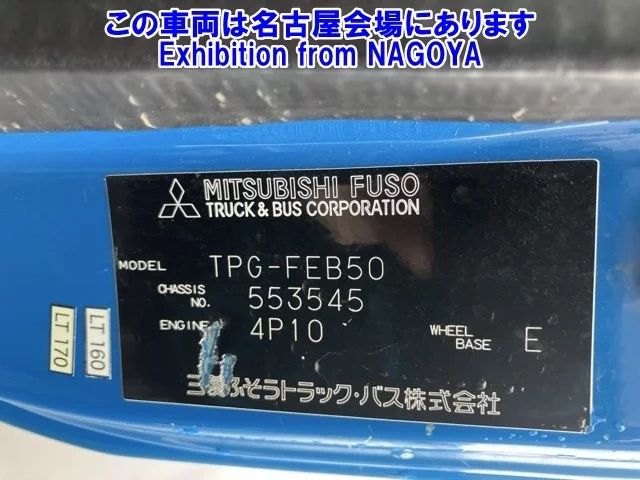 この車両は名古屋会場にあります
Exhibition from NAGOYA
MITSUBISHI FUSO
TRUCK & BUS CORPORATION
MODEL TPG-FEB50
CHASSIS NO. 553545
ENGINE 4P10 WHEEL BASE E
三菱ふそうトラック・バス株式会社
LT 170
LT 160